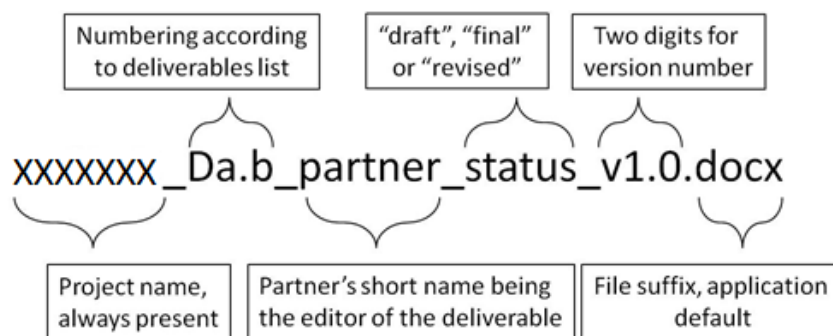 Numbering according
to deliverables list
“draft”, “final”
or “revised”
Two digits for
version number
xxxxxxx_Da.b_partner_status_v1.0.docx
Project name,
always present
Partner’s short name being
the editor of the deliverable
File suffix, application
default